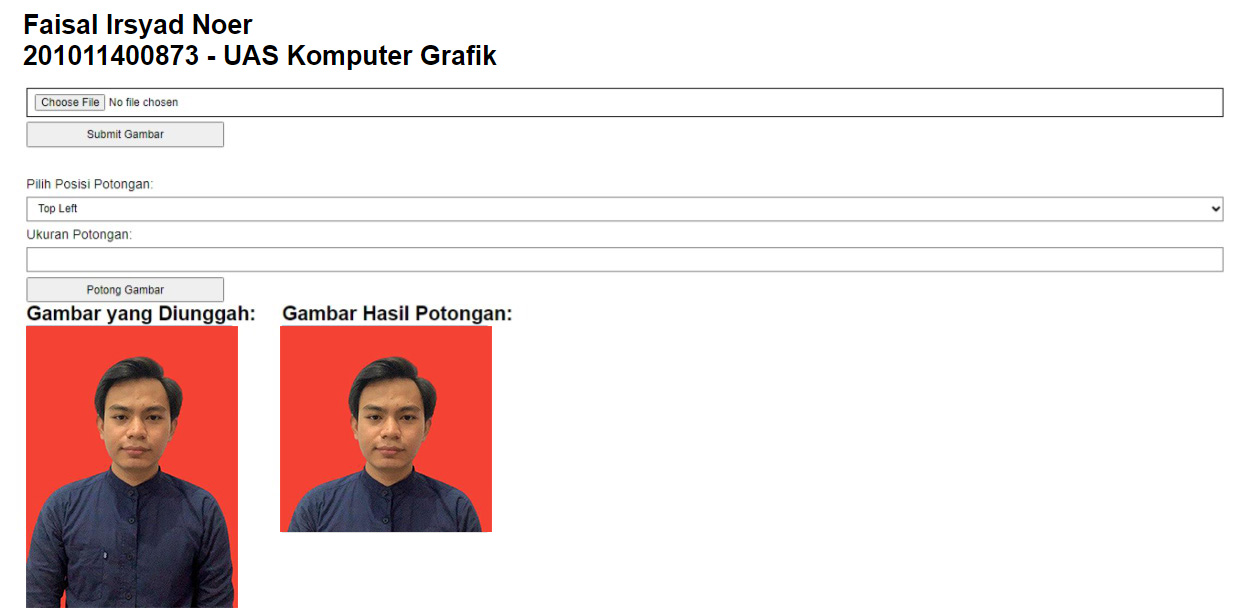 Faisal Irsyad Noer
201011400873 - UAS Komputer Grafik
Choose File No file chosen
Submit Gambar
Pilih Posisi Potongan:
Top Left
Ukuran Potongan:
Potong Gambar
Gambar yang Diunggah: Gambar Hasil Potongan: